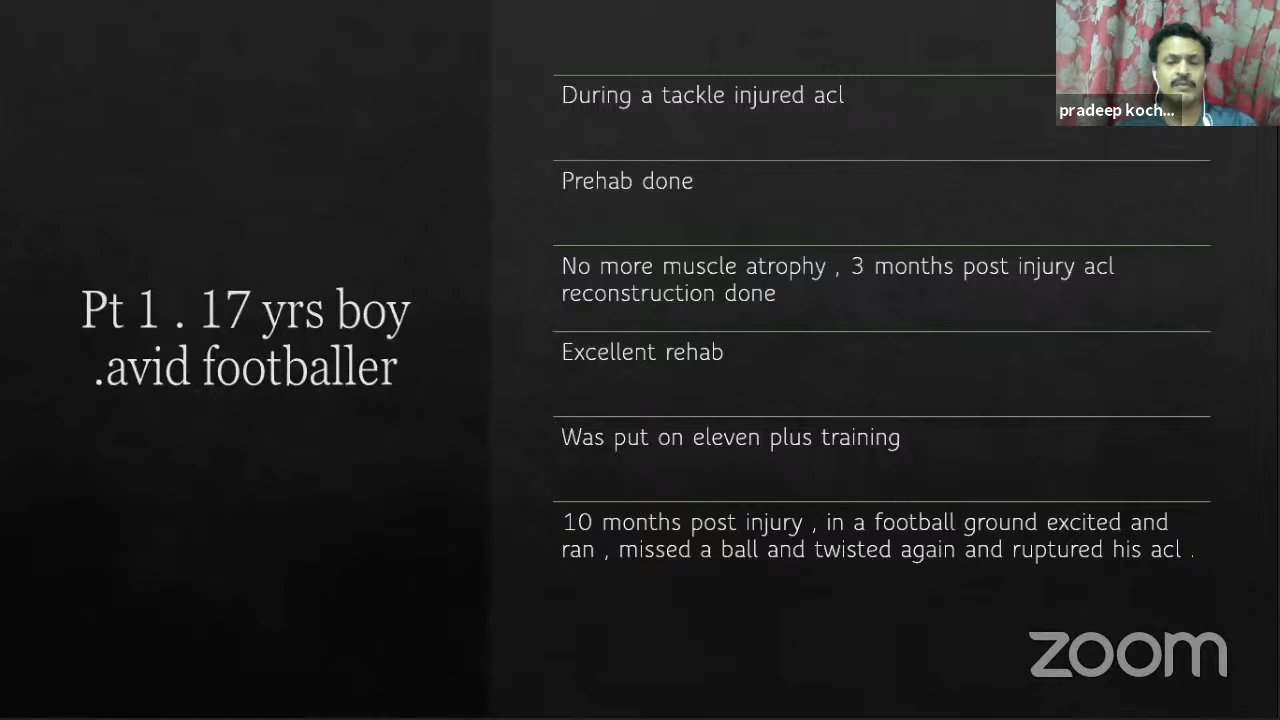 Pt 1 . 17 yrs boy
.avid footballer
During a tackle injured acl
Prehab done
No more muscle atrophy , 3 months post injury acl
reconstruction done
Excellent rehab
Was put on eleven plus training
10 months post injury , in a football ground excited and
ran , missed a ball and twisted again and ruptured his acl .
pradeep koch...
zoom